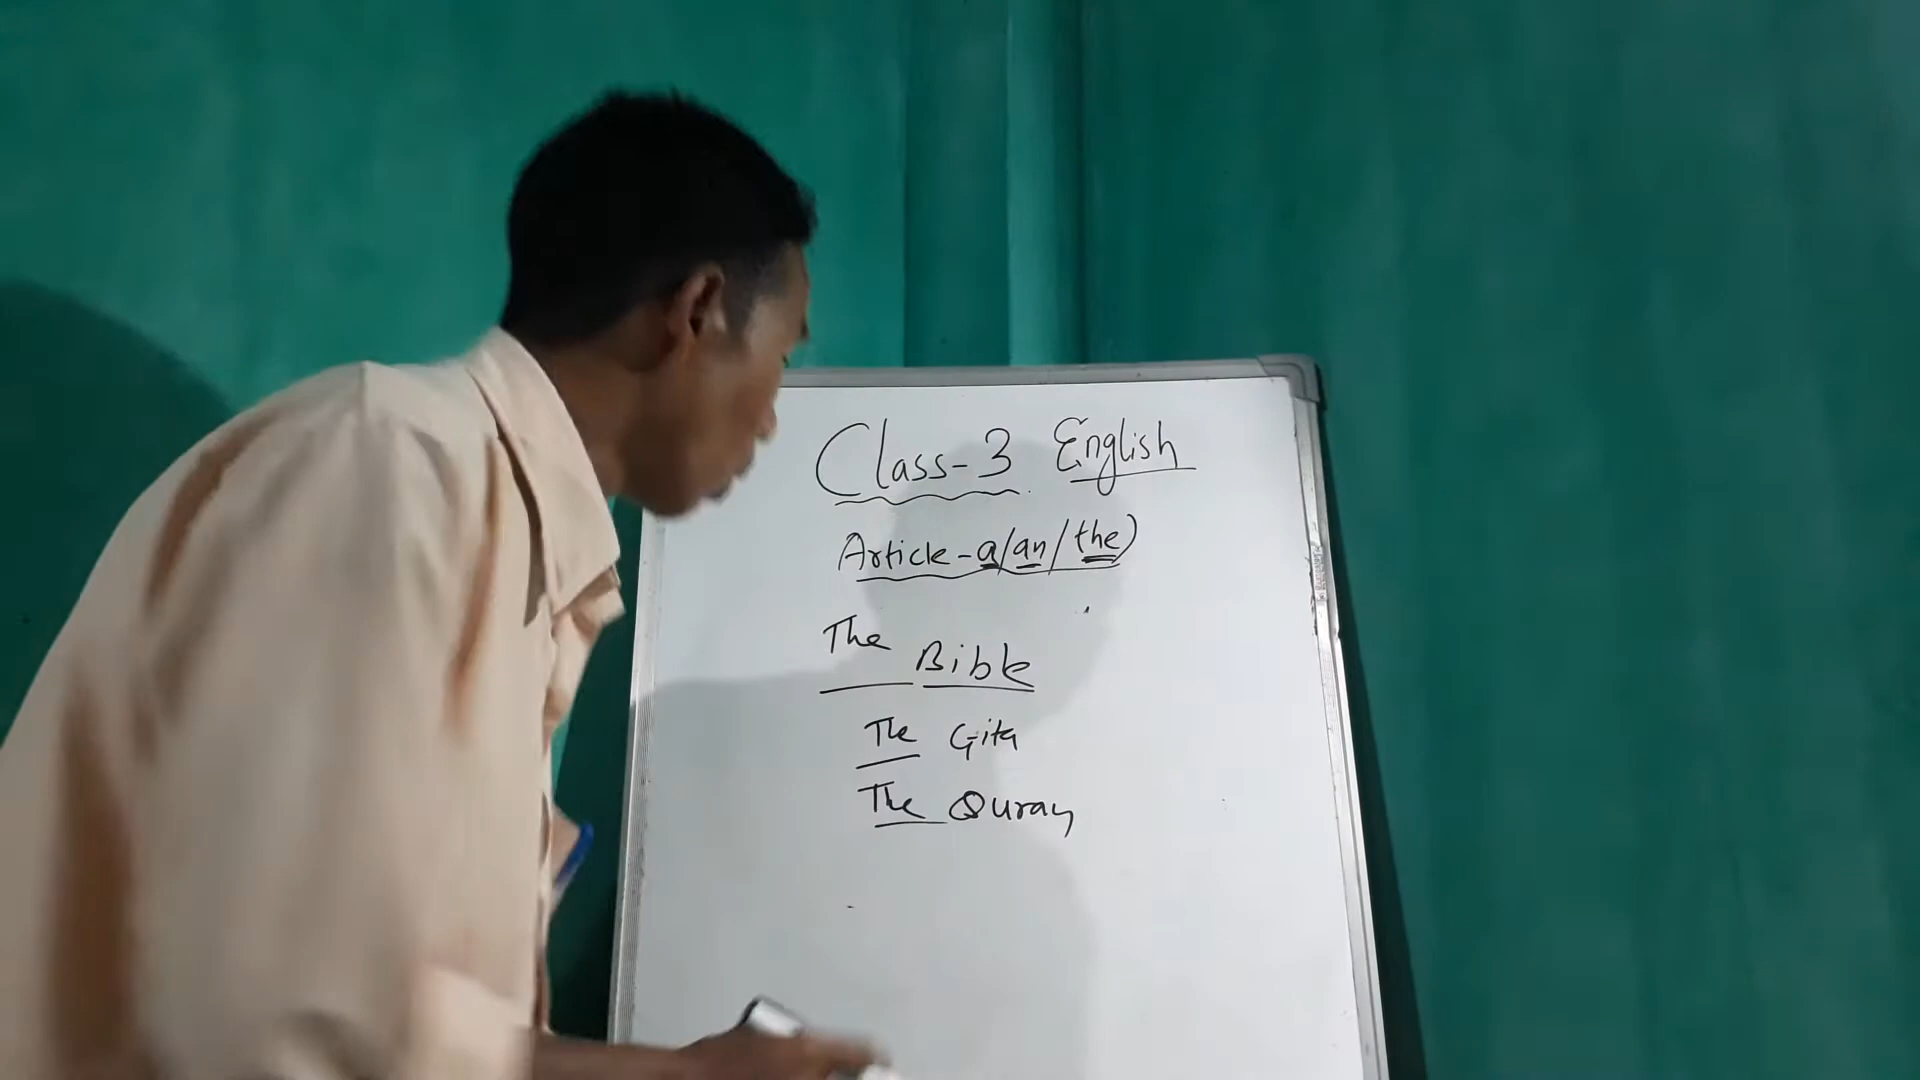 Class-3 English
Article-a/an/the)
The Bible
The Gita
The Quran